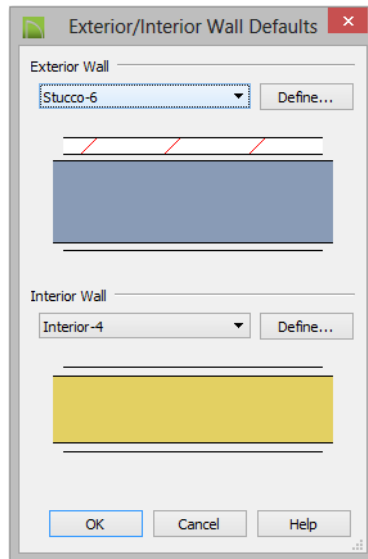 Exterior/Interior Wall Defaults
Exterior Wall
Stucco-6 Define...
Interior Wall
Interior-4 Define...
OK Cancel Help